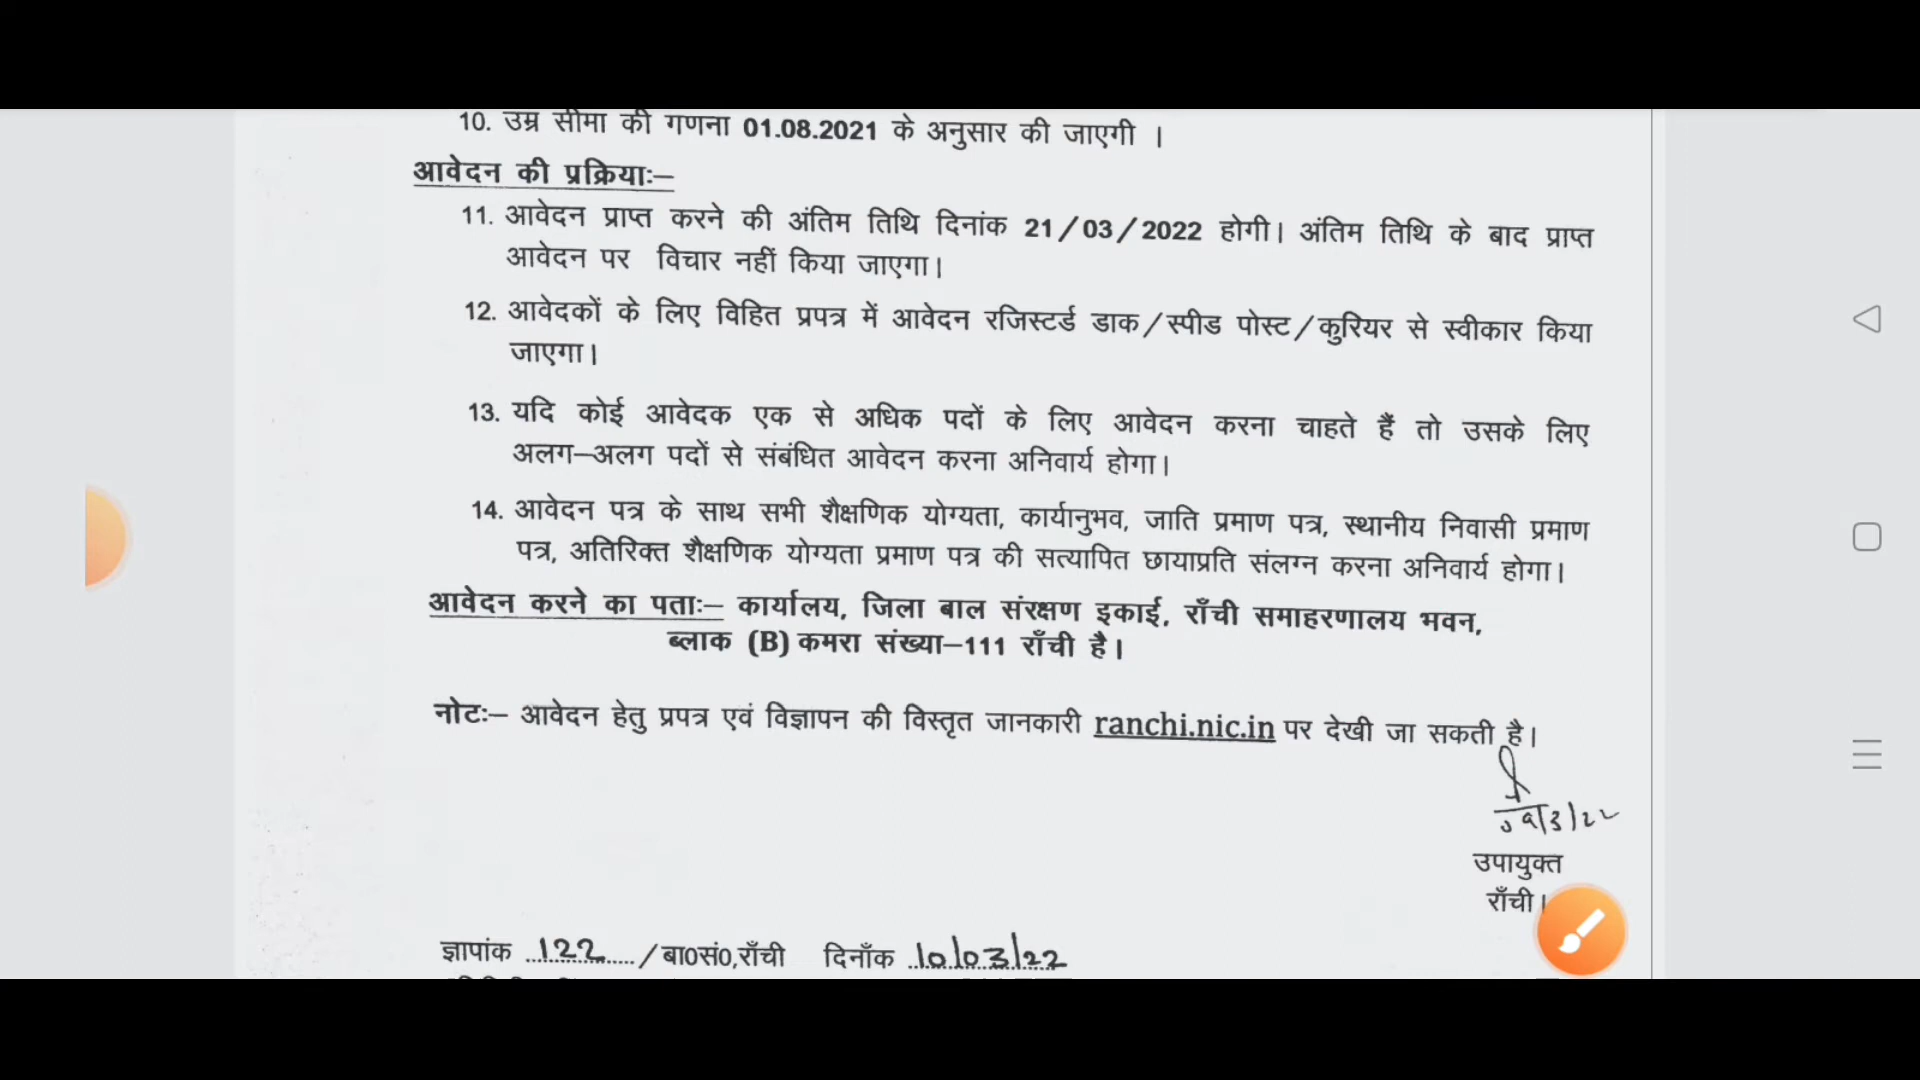 10. उम्र सीमा की गणना 01.08.2021 के अनुसार की जाएगी ।
आवेदन की प्रक्रियाः–
11. आवेदन प्राप्त करने की अंतिम तिथि दिनांक 21/03/2022 होगी। अंतिम तिथि के बाद प्राप्त
आवेदन पर विचार नहीं किया जाएगा।
12. आवेदकों के लिए विहित प्रपत्र में आवेदन रजिस्टर्ड डाक/स्पीड पोस्ट/कुरियर से स्वीकार किया
जाएगा।
13. यदि कोई आवेदक एक से अधिक पदों के लिए आवेदन करना चाहते हैं तो उसके लिए
अलग–अलग पदों से संबंधित आवेदन करना अनिवार्य होगा।
14. आवेदन पत्र के साथ सभी शैक्षणिक योग्यता, कार्यानुभव, जाति प्रमाण पत्र, स्थानीय निवासी प्रमाण
पत्र, अतिरिक्त शैक्षणिक योग्यता प्रमाण पत्र की सत्यापित छायाप्रति संलग्न करना अनिवार्य होगा।
आवेदन करने का पताः– कार्यालय, जिला बाल संरक्षण इकाई, राँची समाहरणालय भवन,
ब्लाक (B) कमरा संख्या–111 राँची है।
नोटः– आवेदन हेतु प्रपत्र एवं विज्ञापन की विस्तृत जानकारी ranchi.nic.in पर देखी जा सकती है।
09/3/22
उपायुक्त
राँची।
ज्ञापांक ..122..../बा0सं0,राँची दिनाँक ..10/03/22